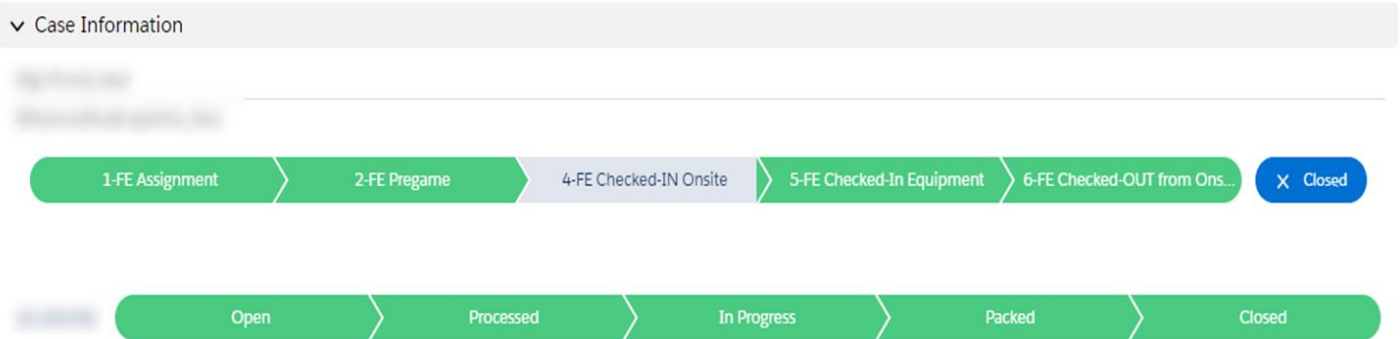 Case Information
1-FE Assignment 2-FE Pregame 4-FE Checked-IN Onsite 5-FE Checked-In Equipment 6-FE Checked-OUT from Ons... X Closed
Open Processed In Progress Packed Closed